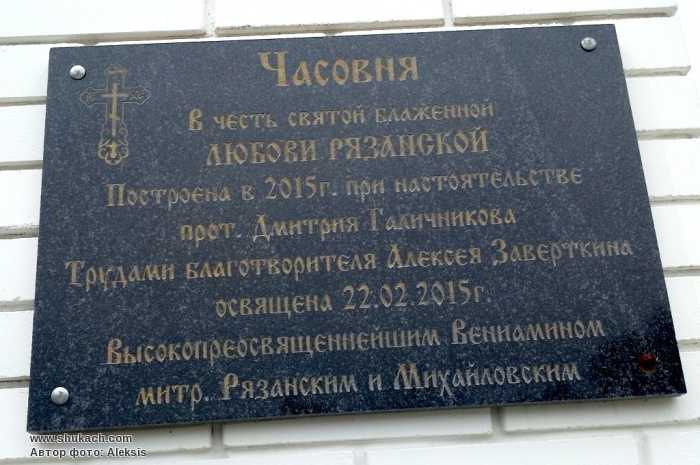 Часовня
В честь святой блаженной
ЛЮБОВИ РЯЗАНСКОЙ
Построена в 2015г. при настоятельстве
прот. Дмитрия Галичникова
Трудами благотворителя Алексея Заверткина
освящена 22.02.2015г.
Высокопреосвященнейшим Вениамином
митр. Рязанским и Михайловским
www.shukach.com
Автор фото: Aleksis